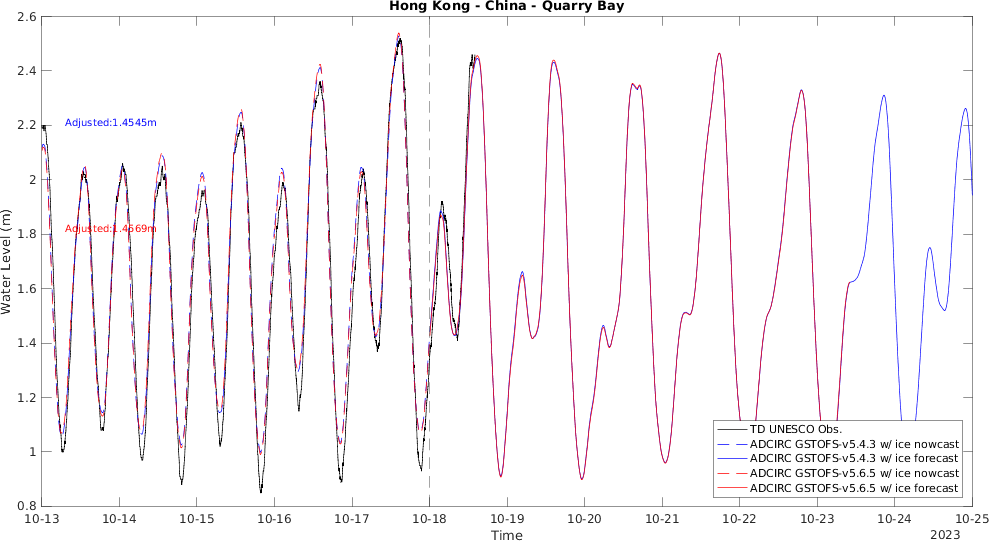 Hong Kong - China - Quarry Bay
2.6
2.4
2.2
2
1.8
1.6
1.4
1.2
1
0.8
Water Level (m)
Adjusted:1.4545m
Adjusted:1.4569m
TD UNESCO Obs.
ADCIRC GSTOFS-v5.4.3 w/ ice nowcast
ADCIRC GSTOFS-v5.4.3 w/ ice forecast
ADCIRC GSTOFS-v5.6.5 w/ ice nowcast
ADCIRC GSTOFS-v5.6.5 w/ ice forecast
10-13 10-14 10-15 10-16 10-17 10-18 10-19 10-20 10-21 10-22 10-23 10-24 10-25
Time
2023